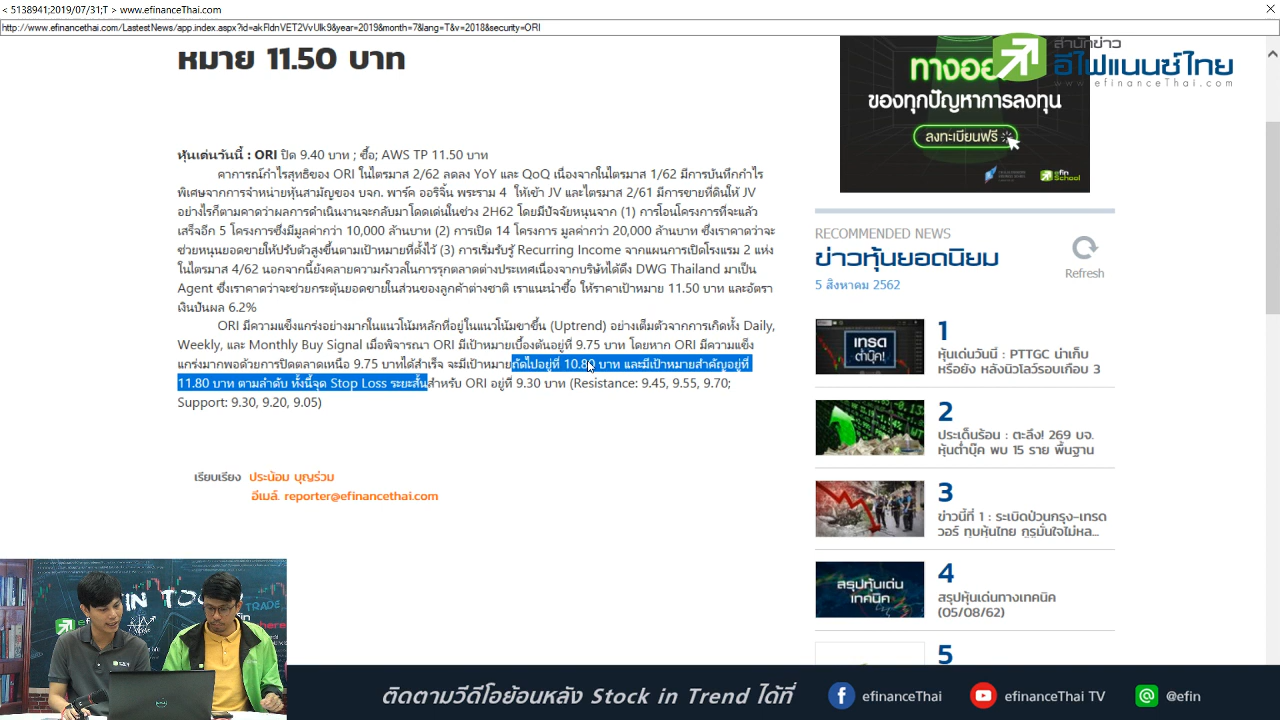 < 5138941;2019/07/31;T > www.efinanceThai.com
http://www.efinanceThai.com/LastestNews/app.index.aspx?id=akFldnVET2VvUlk9&year=2019&month=7&lang=T&v=2018&security=ORI
หมาย 11.50 บาท
หุ้นเด่นวันนี้ : ORI ปิด 9.40 บาท ; ซื้อ; AWS TP 11.50 บาท
คาการณ์กำไรสุทธิของ ORI ในไตรมาส 2/62 ลดลง YoY และ QoQ เนื่องจากในไตรมาส 1/62 มีการบันทึกกำไร
พิเศษจากการจำหน่ายหุ้นสามัญของ บจก. พาร์ค ออริจิ้น พระราม 4 ให้เข้า JV และไตรมาส 2/61 มีการขายที่ดินให้ JV
อย่างไรก็ตามคาดว่าผลการดำเนินงานจะกลับมาโดดเด่นในช่วง 2H62 โดยมีปัจจัยหนุนจาก (1) การโอนโครงการที่จะแล้ว
เสร็จอีก 5 โครงการซึ่งมีมูลค่ากว่า 10,000 ล้านบาท (2) การเปิด 14 โครงการ มูลค่ากว่า 20,000 ล้านบาท ซึ่งเราคาดว่าจะ
ช่วยหนุนยอดขายให้ปรับตัวสูงขึ้นตามเป้าหมายที่ตั้งไว้ (3) การเริ่มรับรู้ Recurring Income จากแผนการเปิดโรงแรม 2 แห่ง
ในไตรมาส 4/62 นอกจากนี้ยังคลายความกังวลในการรุกตลาดต่างประเทศเนื่องจากบริษัทได้ดึง DWG Thailand มาเป็น
Agent ซึ่งเราคาดว่าจะช่วยกระตุ้นยอดขายในส่วนของลูกค้าต่างชาติ เราแนะนำซื้อ ให้ราคาเป้าหมาย 11.50 บาท และอัตรา
เงินปันผล 6.2%
ORI มีความแข็งแกร่งอย่างมากในแนวโน้มหลักที่อยู่ในแนวโน้มขาขึ้น (Uptrend) อย่างเต็มตัวจากการเกิดทั้ง Daily,
Weekly, และ Monthly Buy Signal เมื่อพิจารณา ORI มีเป้าหมายเบื้องต้นอยู่ที่ 9.75 บาท โดยหาก ORI มีความแข็ง
แกร่งมากพอด้วยการปิดตลาดเหนือ 9.75 บาทได้สำเร็จ จะมีเป้าหมายถัดไปอยู่ที่ 10.80 บาท และมีเป้าหมายสำคัญอยู่ที่
11.80 บาท ตามลำดับ ทั้งนี้จุด Stop Loss ระยะสั้นสำหรับ ORI อยู่ที่ 9.30 บาท (Resistance: 9.45, 9.55, 9.70;
Support: 9.30, 9.20, 9.05)
เรียบเรียง ประน้อม บุญร่วม
อีเมล์. reporter@efinancethai.com
สำนักข่าว
อีไฟแนนซ์ไทย
www.efinanceThai.com
ทางออ
ของทุกปัญหาการลงทุน
ลงทะเบียนฟรี
efin School
RECOMMENDED NEWS
ข่าวหุ้นยอดนิยม
5 สิงหาคม 2562
Refresh
เทรด
ต่ำบุ๊ค!
1
หุ้นเด่นวันนี้ : PTTGC น่าเก็บ
หรือยัง หลังนิวโลว์รอบเกือบ 3
2
ประเด็นร้อน : ตะลึง! 269 บจ.
หุ้นต่ำบุ๊ค พบ 15 ราย พื้นฐาน
3
ข่าวนี้ที่ 1 : ระเบิดป่วนกรุง-เทรด
วอร์ ทุบหุ้นไทย กูรูมั่นใจไม่หล...
สรุปหุ้นเด่น
เทคนิค
4
สรุปหุ้นเด่นทางเทคนิค
(05/08/62)
5
TRADE
ติดตามวีดีโอย้อนหลัง Stock in Trend ได้ที่
efinanceThai
efinanceThai TV
@efin